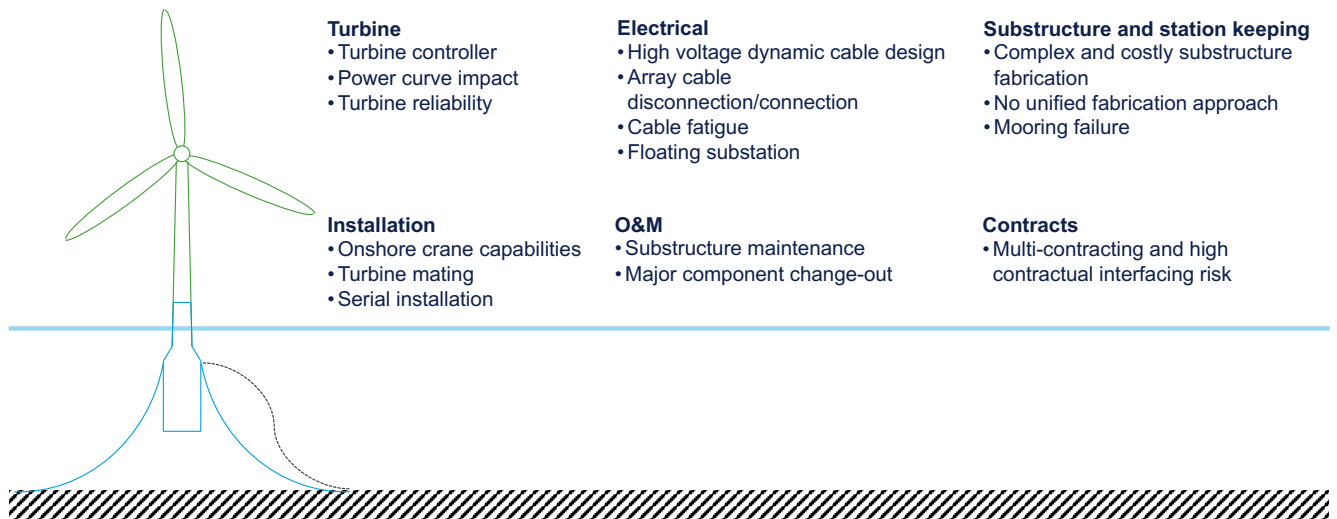 Turbine
• Turbine controller
• Power curve impact
• Turbine reliability
Electrical
• High voltage dynamic cable design
• Array cable
disconnection/connection
• Cable fatigue
• Floating substation
Substructure and station keeping
• Complex and costly substructure
fabrication
• No unified fabrication approach
• Mooring failure
Installation
• Onshore crane capabilities
• Turbine mating
• Serial installation
O&M
• Substructure maintenance
• Major component change-out
Contracts
• Multi-contracting and high
contractual interfacing risk